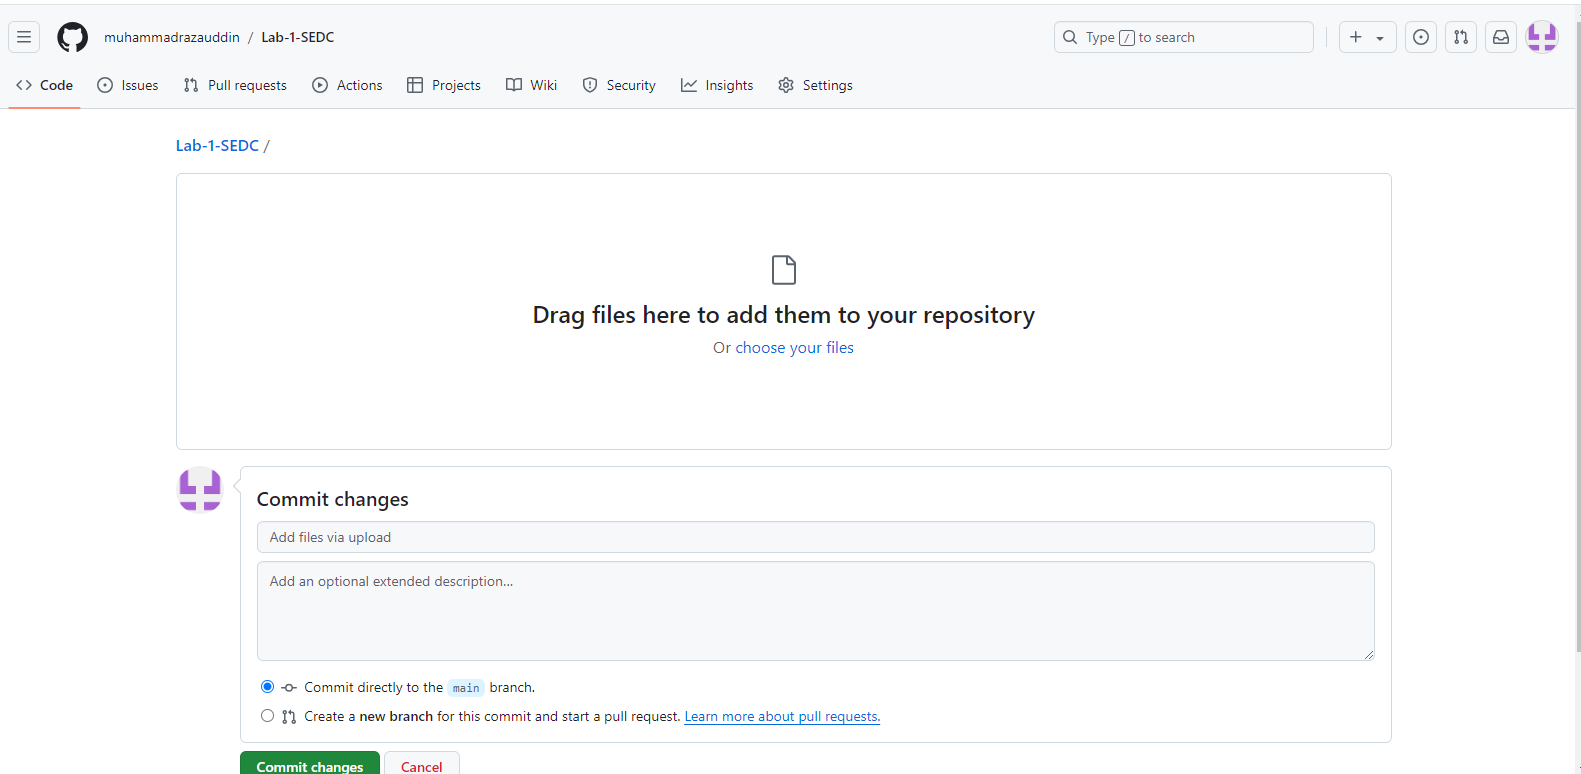 muhammadrazauddin / Lab-1-SEDC
Type / to search
Code Issues Pull requests Actions Projects Wiki Security Insights Settings
Lab-1-SEDC /
Drag files here to add them to your repository
Or choose your files
Commit changes
Add files via upload
Add an optional extended description...
Commit directly to the main branch.
Create a new branch for this commit and start a pull request. Learn more about pull requests.
Commit changes Cancel